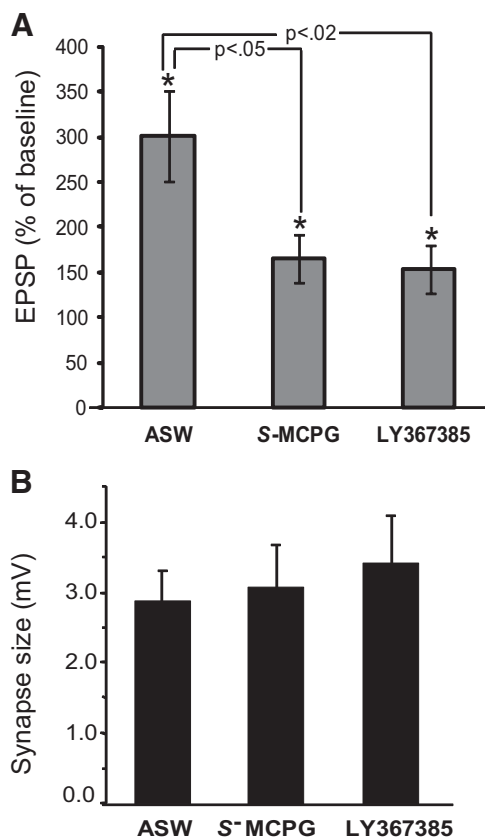 A
p<.02
p<.05
400
350
300
250
200
150
100
50
0
EPSP (% of baseline)
*
*
*
ASW S-MCPG LY367385
B
4.0
3.0
2.0
1.0
0.0
Synapse size (mV)
ASW S- MCPG LY367385